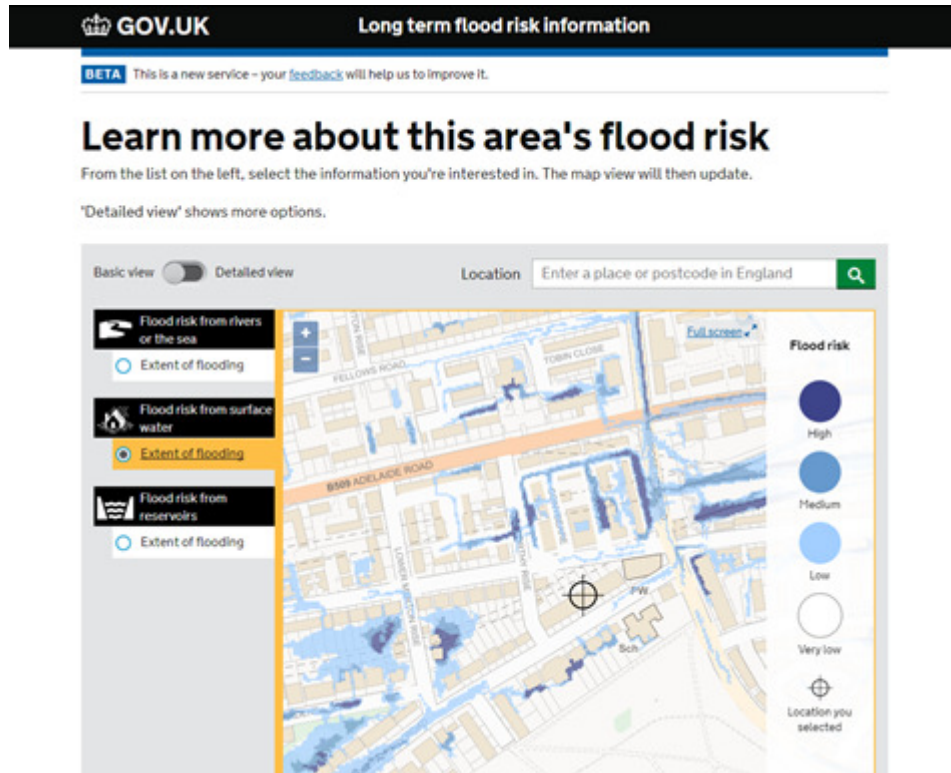 GOV.UK
Long term flood risk information
BETA This is a new service – your feedback will help us to improve it.
Learn more about this area's flood risk
From the list on the left, select the information you're interested in. The map view will then update.
'Detailed view' shows more options.
Basic view Detailed view
Location Enter a place or postcode in England
Flood risk from rivers
or the sea
Extent of flooding
Flood risk from surface
water
Extent of flooding
Flood risk from
reservoirs
Extent of flooding
+
−
Full screen
FELLOWS ROAD
TOBIN CLOSE
B509 ADELAIDE ROAD
PW
Sch
Flood risk
High
Medium
Low
Very low
Location you
selected